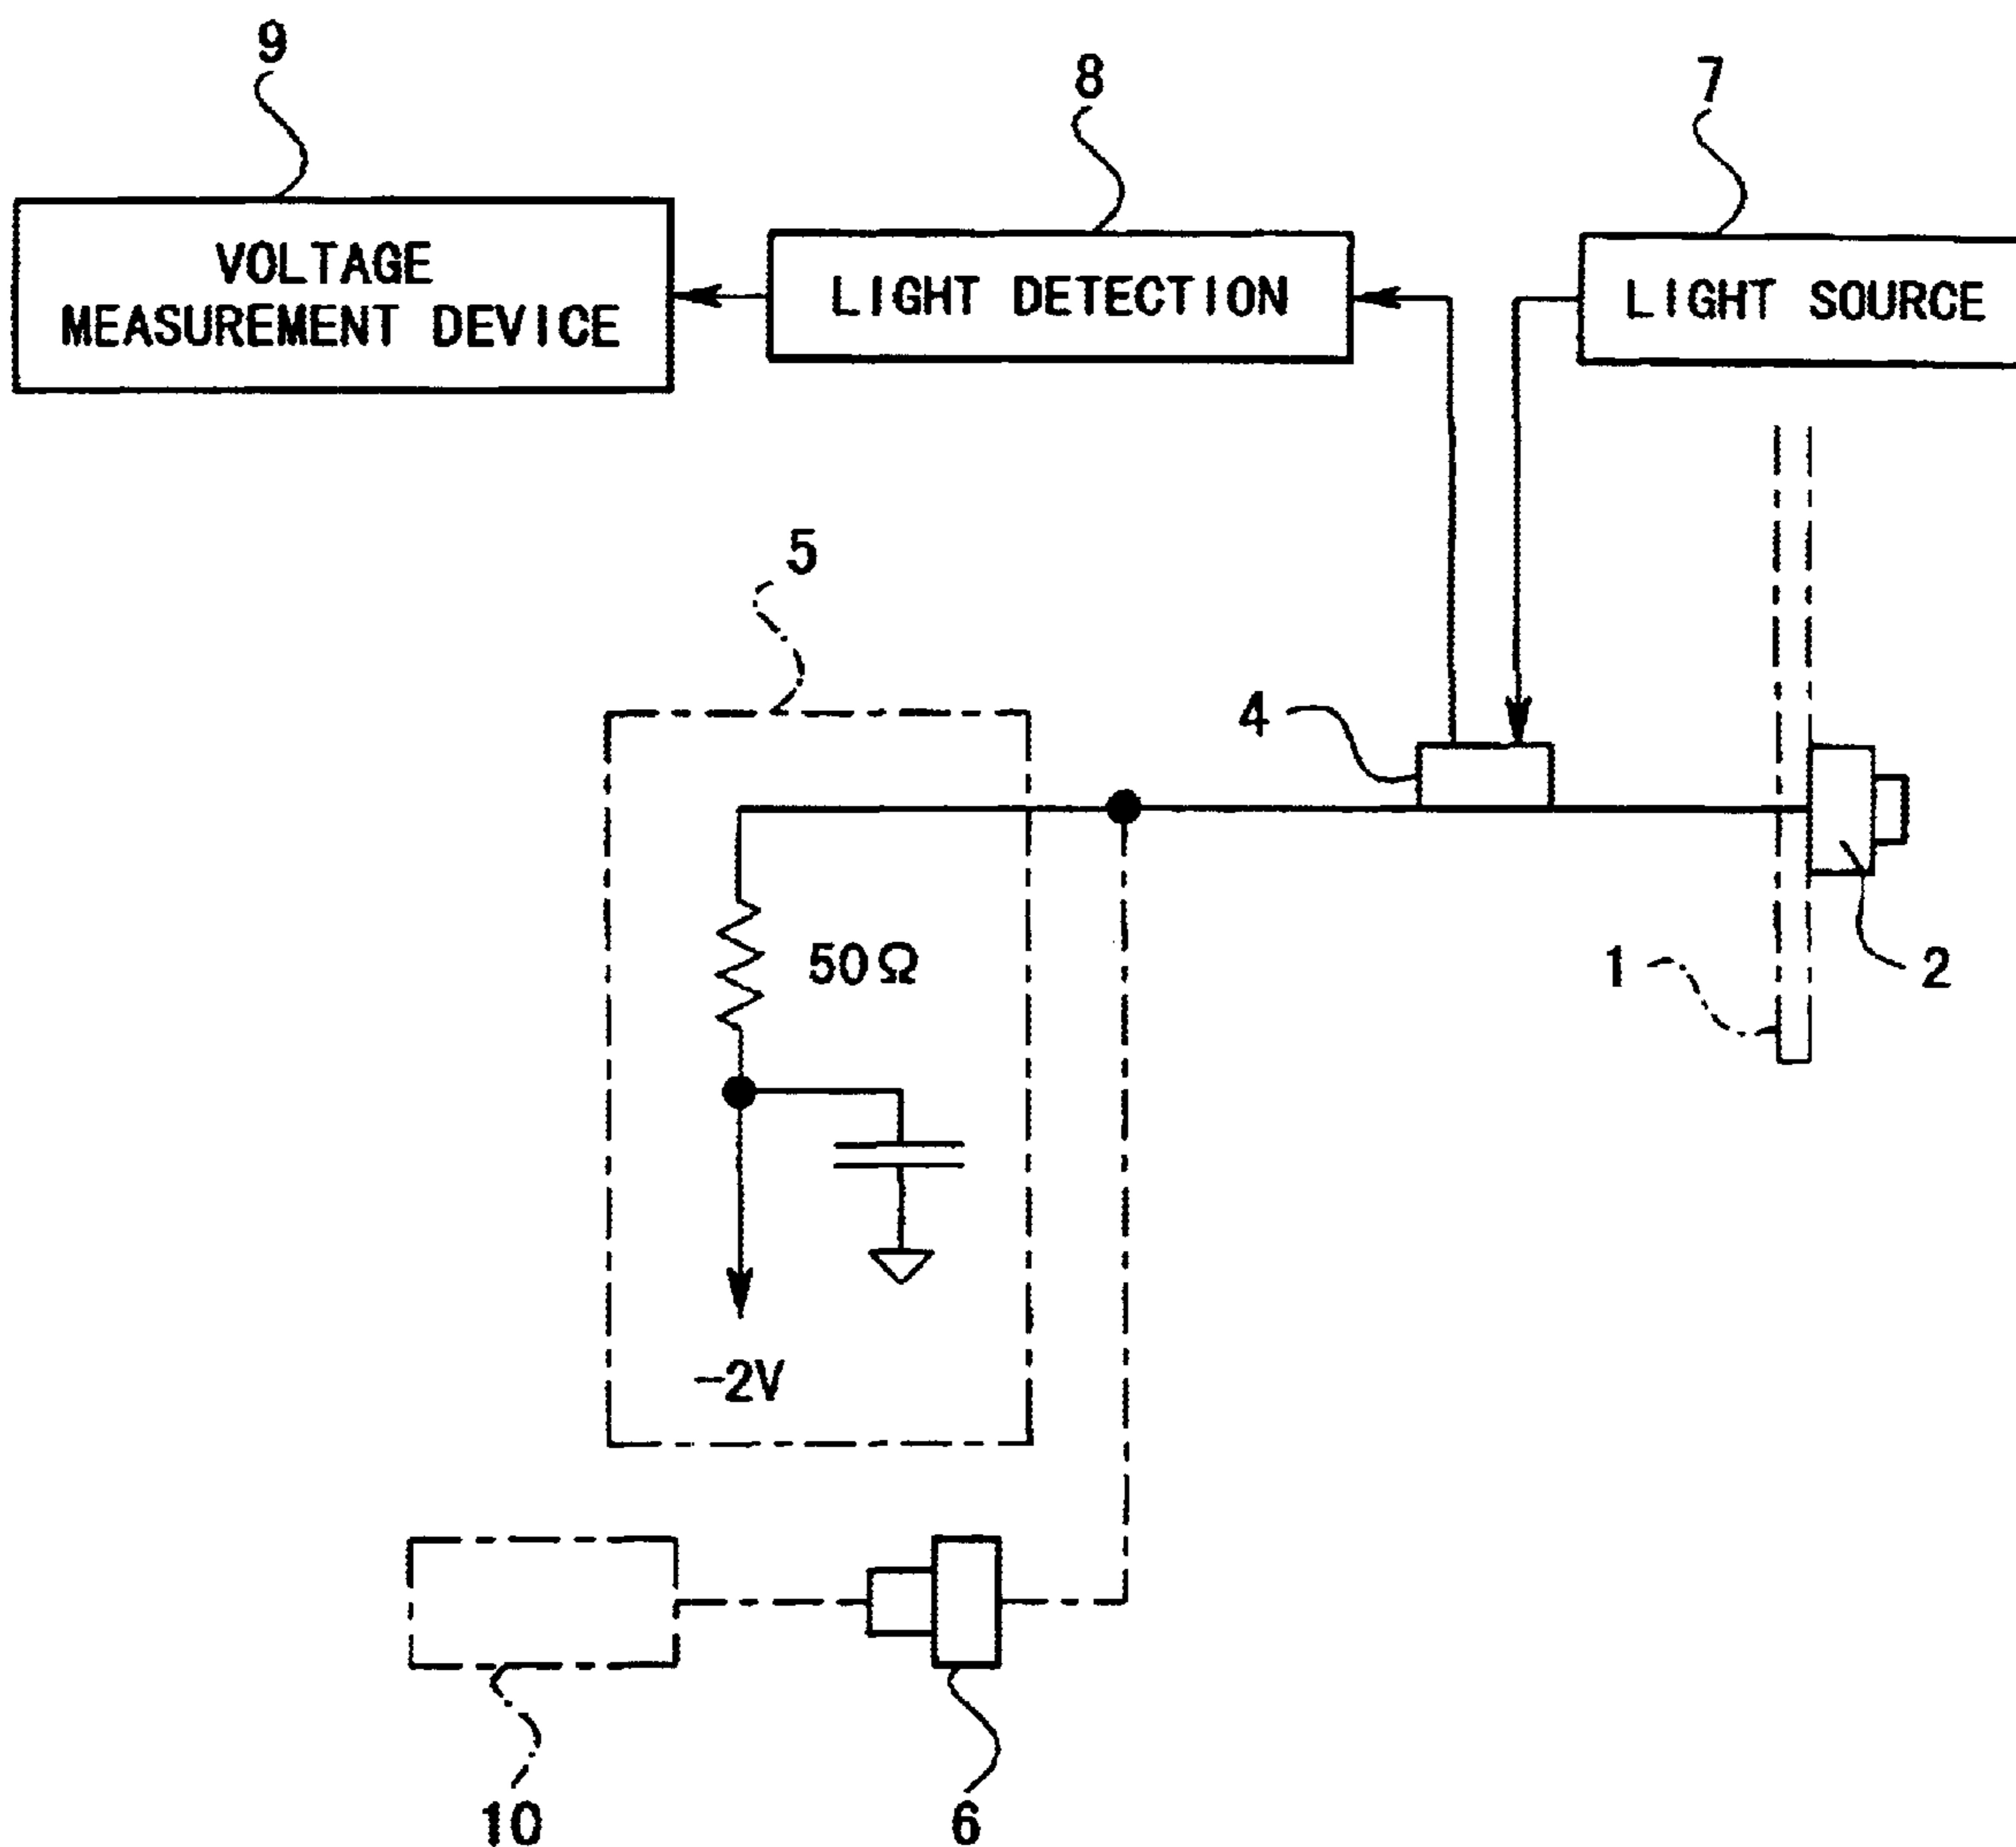 9
8
7
VOLTAGE
MEASUREMENT DEVICE
LIGHT DETECTION
LIGHT SOURCE
5
4
50Ω
1
2
-2V
10
6